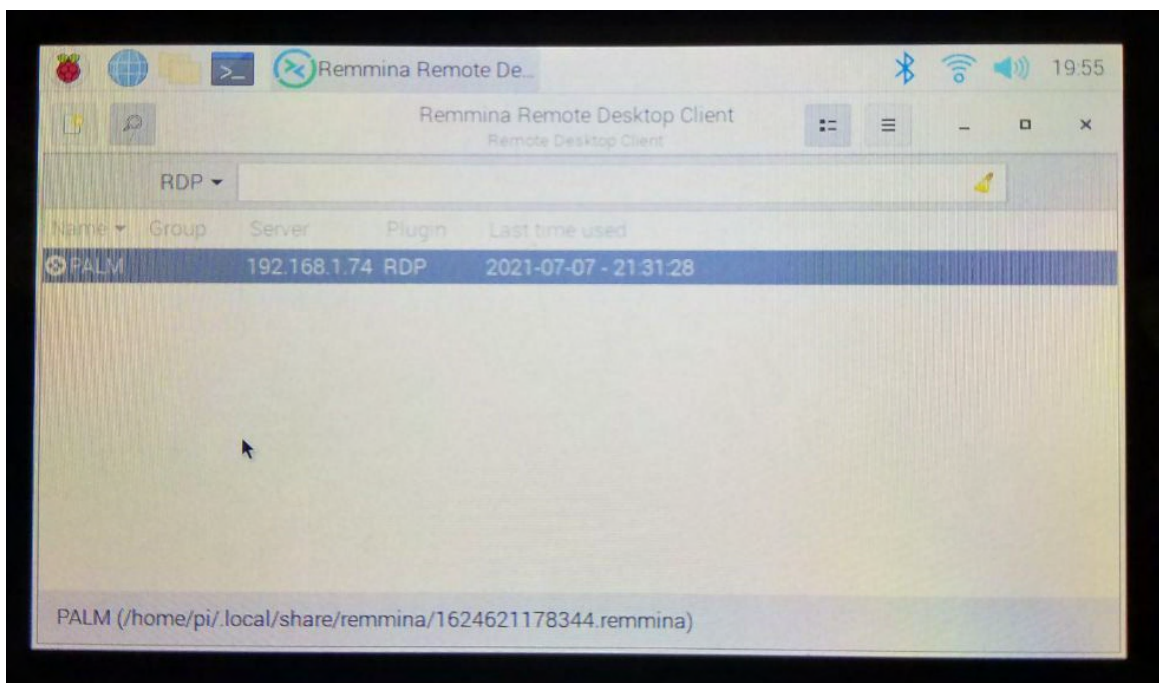 >_ Remmina Remote De... 19:55
Remmina Remote Desktop Client
Remote Desktop Client
RDP
Name Group Server Plugin Last time used
PALM 192.168.1.74 RDP 2021-07-07 - 21:31:28
PALM (/home/pi/.local/share/remmina/1624621178344.remmina)